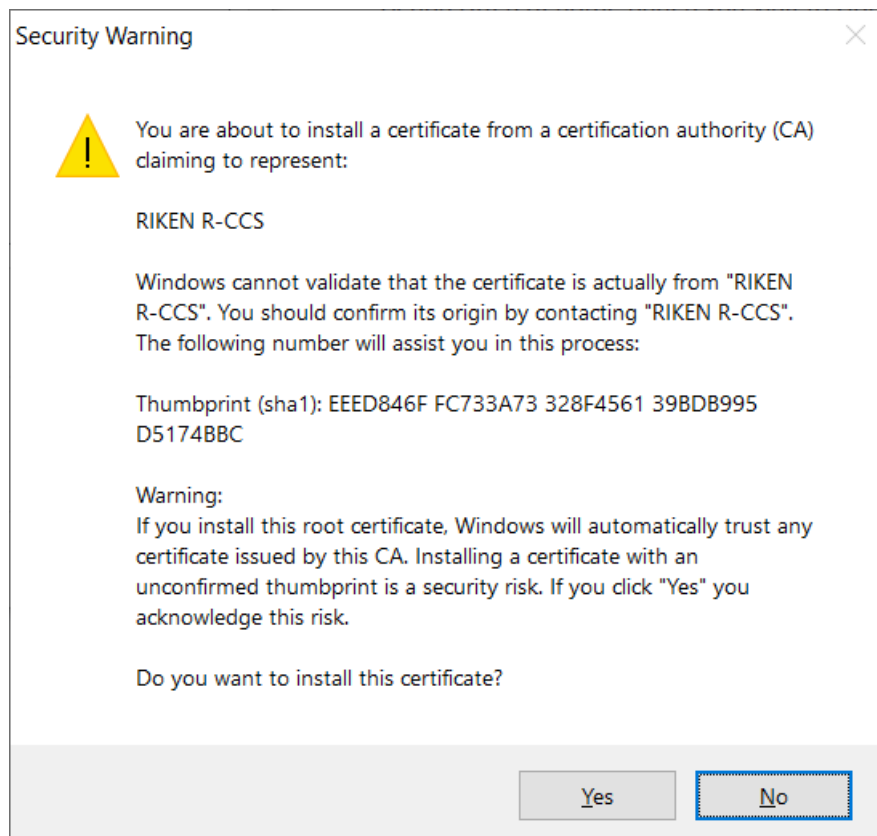 Security Warning
You are about to install a certificate from a certification authority (CA)
claiming to represent:
RIKEN R-CCS
Windows cannot validate that the certificate is actually from "RIKEN
R-CCS". You should confirm its origin by contacting "RIKEN R-CCS".
The following number will assist you in this process:
Thumbprint (sha1): EEED846F FC733A73 328F4561 39BDB995
D5174BBC
Warning:
If you install this root certificate, Windows will automatically trust any
certificate issued by this CA. Installing a certificate with an
unconfirmed thumbprint is a security risk. If you click "Yes" you
acknowledge this risk.
Do you want to install this certificate?
Yes
No